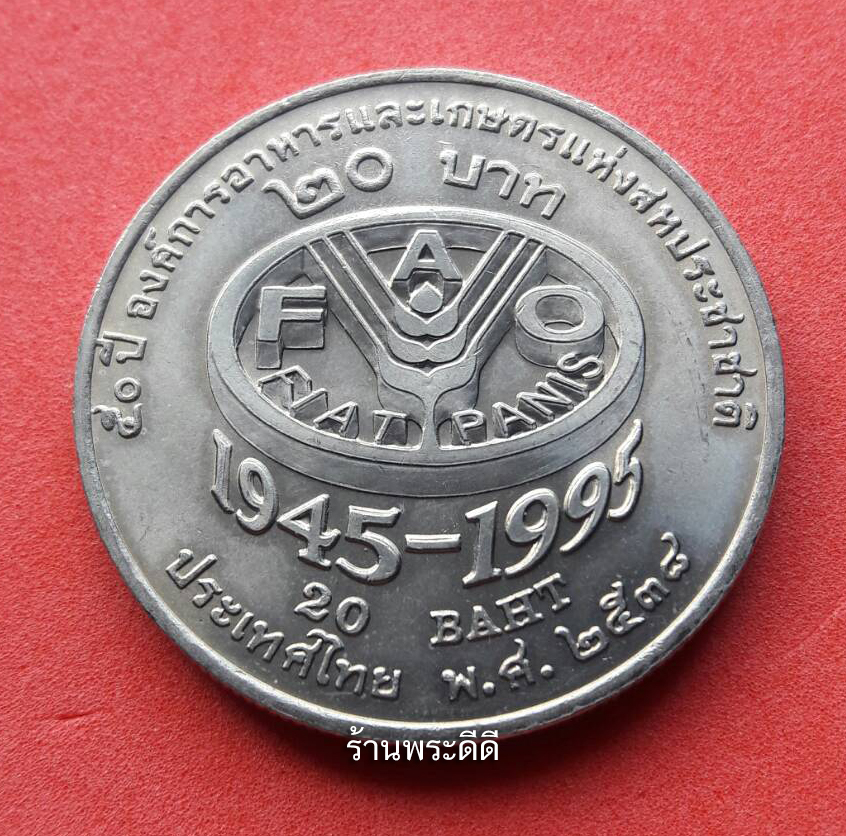 ๕๐ปี องค์การอาหารและเกษตรแห่งสหประชาชาติ
๒๐ บาท
F A O
FIAT PANIS
1945-1995
20 BAHT
ประเทศไทย พ.ศ. ๒๕๓๘
ร้านพระดีดี